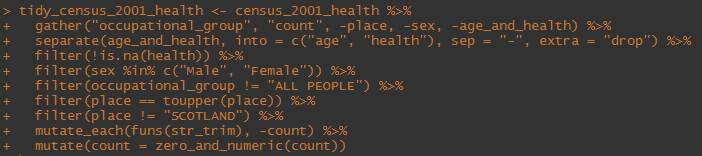 > tidy_census_2001_health <- census_2001_health %>%
+   gather("occupational_group", "count", -place, -sex, -age_and_health) %>%
+   separate(age_and_health, into = c("age", "health"), sep = "-", extra = "drop") %>%
+   filter(!is.na(health)) %>%
+   filter(sex %in% c("Male", "Female")) %>%
+   filter(occupational_group != "ALL PEOPLE") %>%
+   filter(place == toupper(place)) %>%
+   filter(place != "SCOTLAND") %>%
+   mutate_each(funs(str_trim), -count) %>%
+   mutate(count = zero_and_numeric(count))